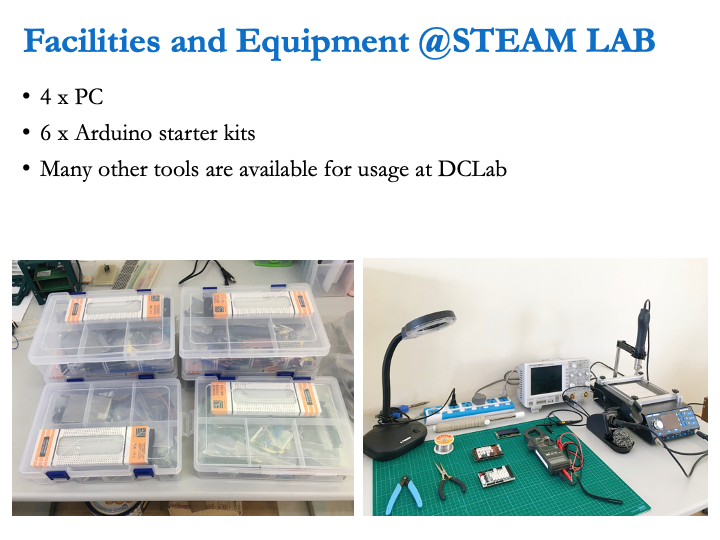 Facilities and Equipment @STEAM LAB
• 4 x PC
• 6 x Arduino starter kits
• Many other tools are available for usage at DCLab